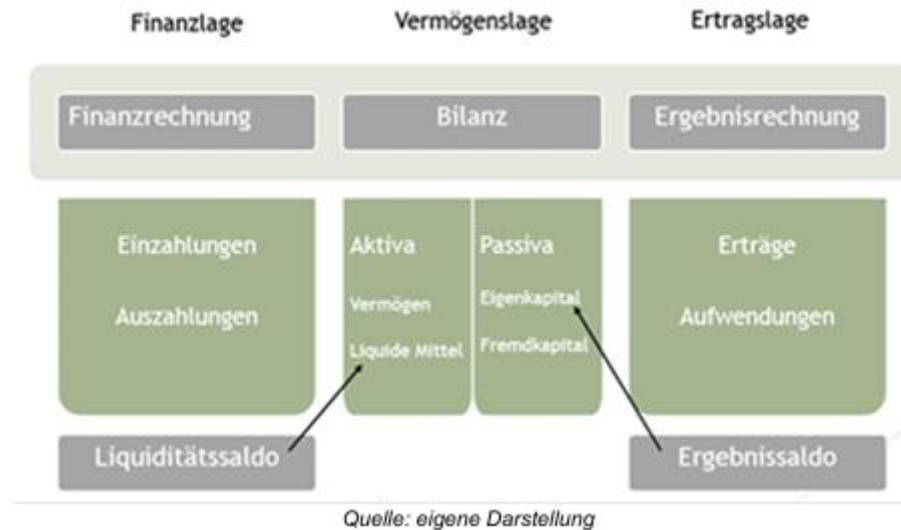 Finanzlage
Vermögenslage
Ertragslage
Finanzrechnung
Bilanz
Ergebnisrechnung
Einzahlungen
Auszahlungen
Aktiva
Vermögen
Liquide Mittel
Passiva
Eigenkapital
Fremdkapital
Erträge
Aufwendungen
Liquiditätssaldo
Ergebnissaldo
Quelle: eigene Darstellung